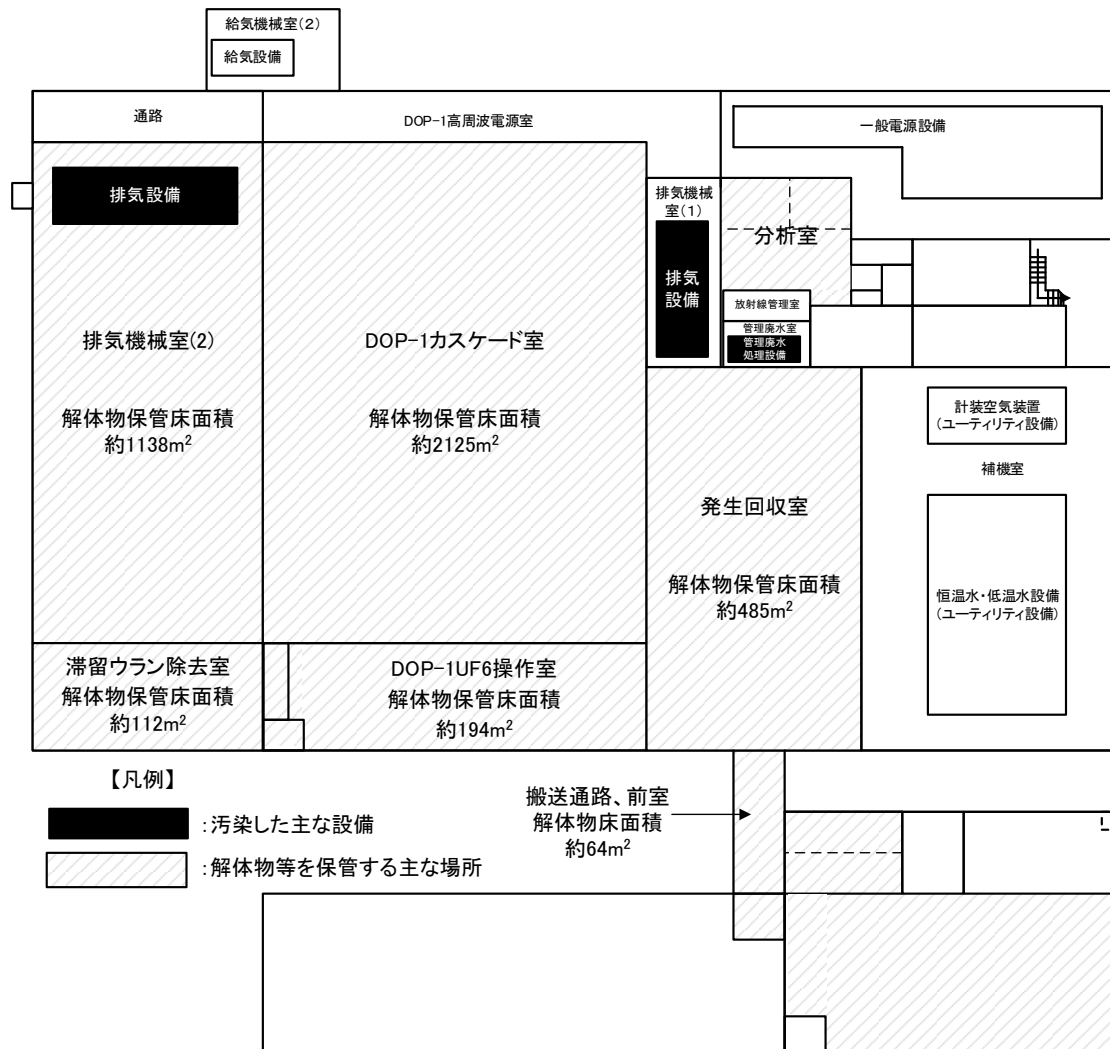 給気機械室(2)
給気設備
通路
DOP-1高周波電源室
一般電源設備
排気設備
排気機械
室(1)
排気
設備
分析室
放射線管理室
管理廃水室
管理廃水
処理設備
排気機械室(2)
解体物保管床面積
約1138m²
DOP-1カスケード室
解体物保管床面積
約2125m²
発生回収室
解体物保管床面積
約485m²
計装空気装置
(ユーティリティ設備)
補機室
恒温水・低温水設備
(ユーティリティ設備)
滞留ウラン除去室
解体物保管床面積
約112m²
DOP-1UF6操作室
解体物保管床面積
約194m²
【凡例】
:汚染した主な設備
:解体物等を保管する主な場所
搬送通路、前室
解体物床面積
約64m²